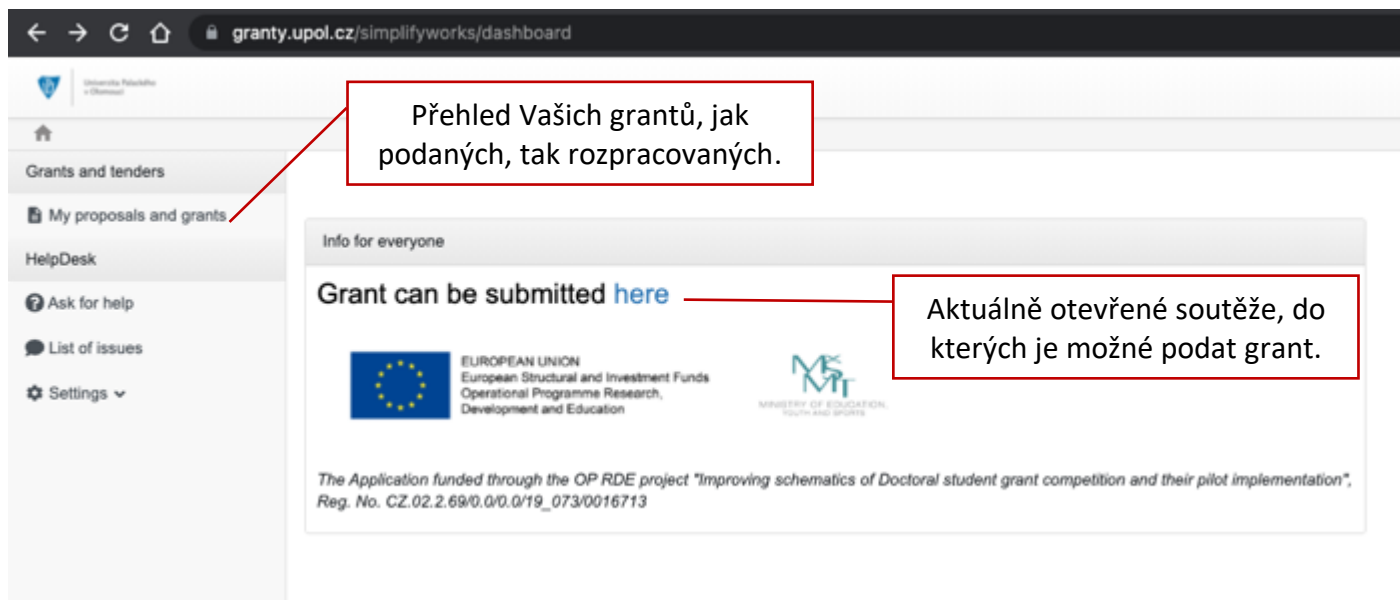 granty.upol.cz/simplifyworks/dashboard
Univerzita Palackého
v Olomouci
Přehled Vašich grantů, jak
podaných, tak rozpracovaných.
Grants and tenders
My proposals and grants
HelpDesk
Ask for help
List of issues
Settings
Info for everyone
Grant can be submitted here
Aktuálně otevřené soutěže, do
kterých je možné podat grant.
EUROPEAN UNION
European Structural and Investment Funds
Operational Programme Research,
Development and Education
MŠMT
MINISTRY OF EDUCATION,
YOUTH AND SPORTS
The Application funded through the OP RDE project "Improving schematics of Doctoral student grant competition and their pilot implementation",
Reg. No. CZ.02.2.69/0.0/0.0/19_073/0016713